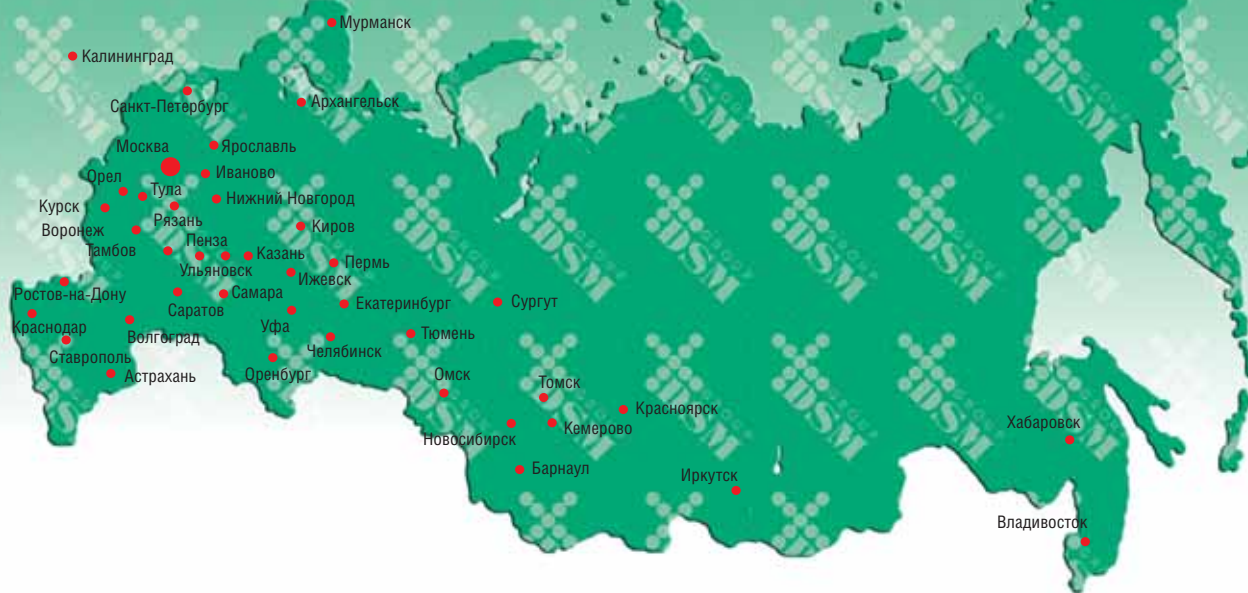 Мурманск
Калининград
Санкт-Петербург
Архангельск
Москва
Ярославль
Иваново
Орел
Тула
Нижний Новгород
Курск
Рязань
Воронеж
Киров
Тамбов
Пенза
Казань
Пермь
Ульяновск
Ижевск
Ростов-на-Дону
Самара
Саратов
Екатеринбург
Сургут
Краснодар
Волгоград
Уфа
Тюмень
Ставрополь
Челябинск
Астрахань
Оренбург
Омск
Томск
Красноярск
Новосибирск
Кемерово
Хабаровск
Барнаул
Иркутск
Владивосток